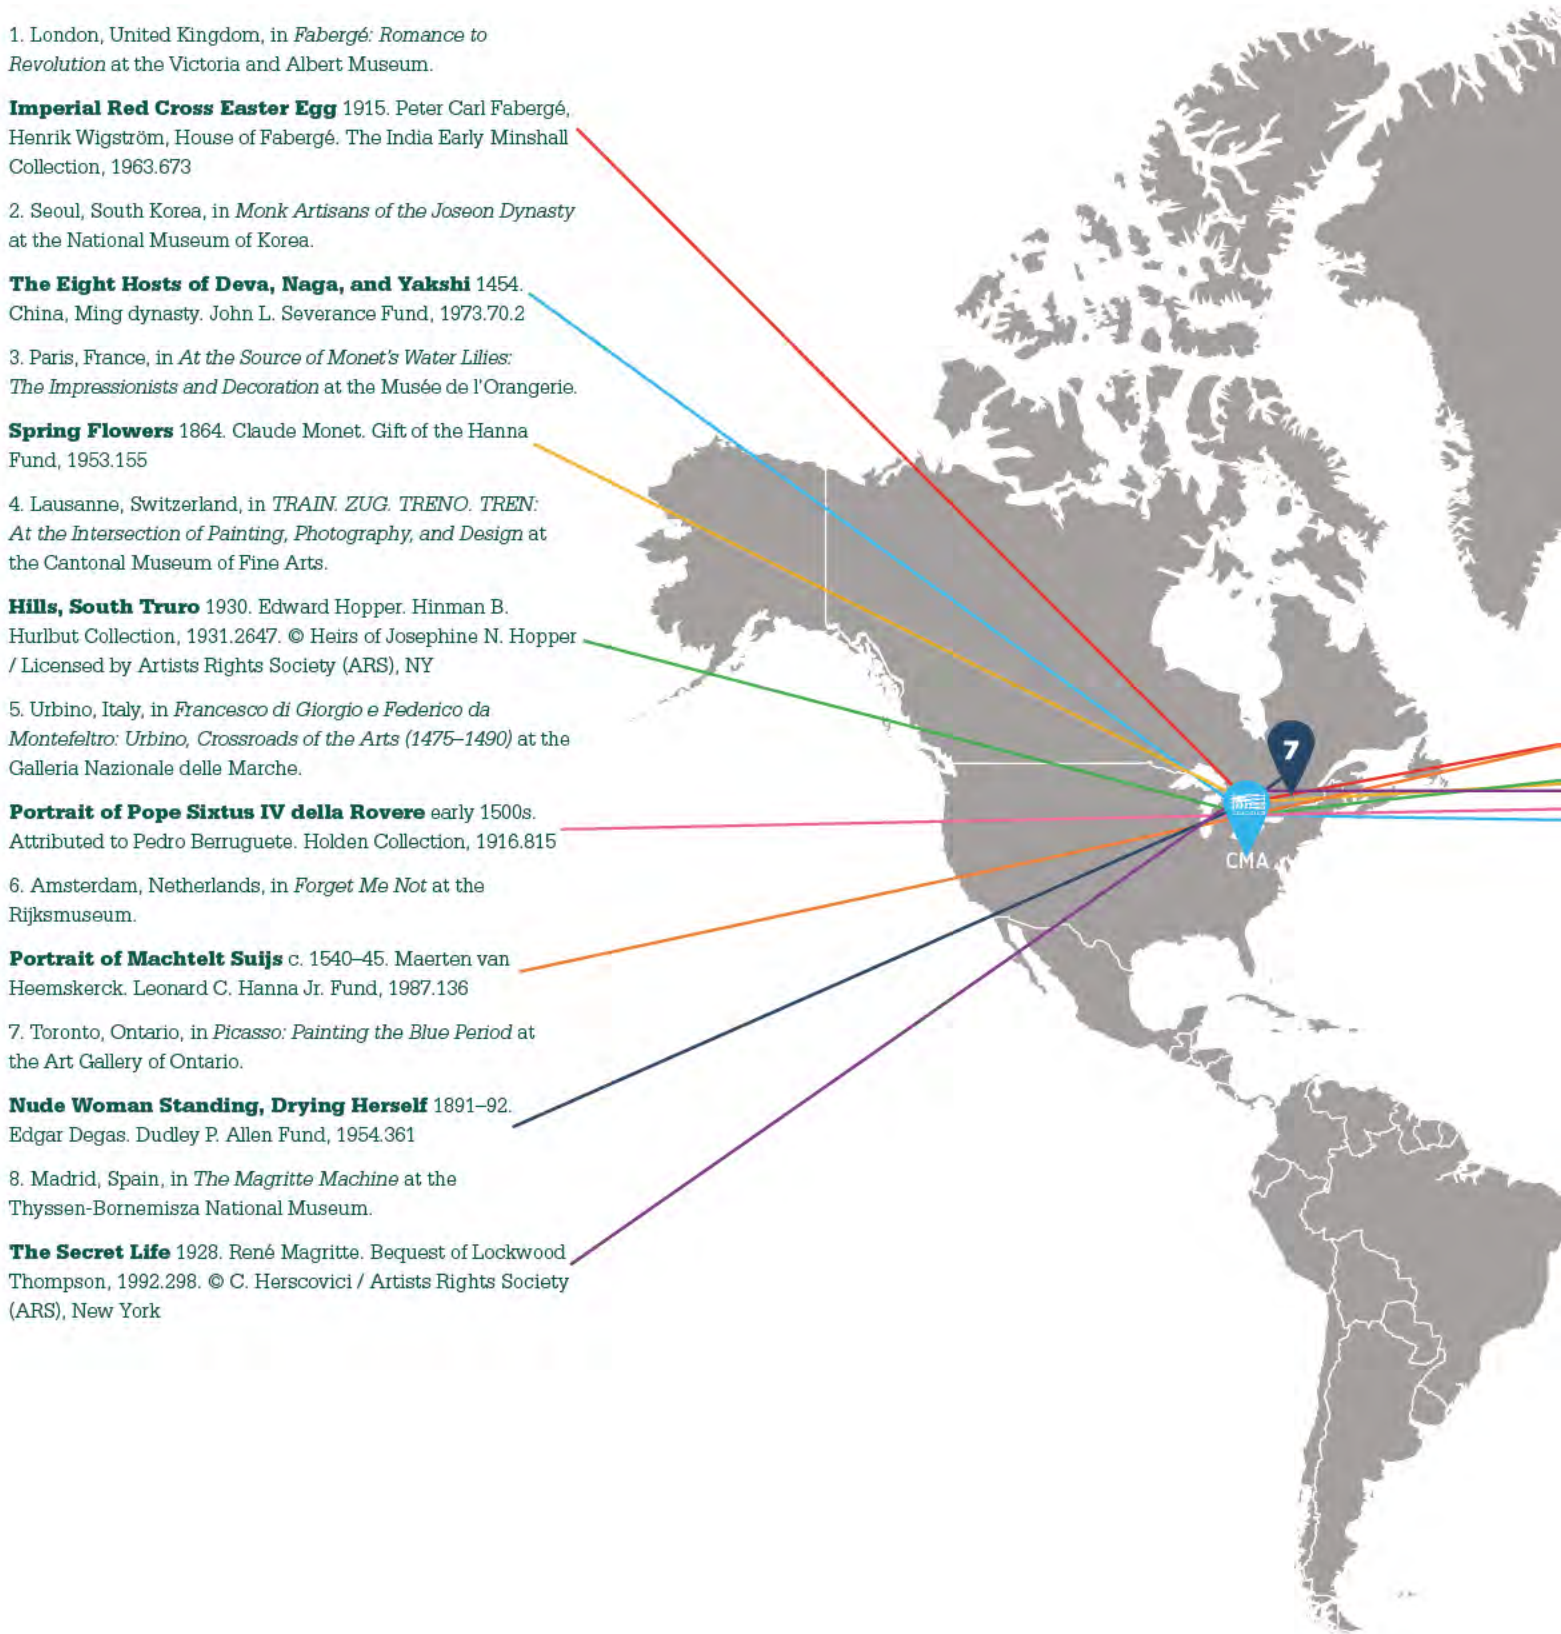 1. London, United Kingdom, in Fabergé: Romance to
Revolution at the Victoria and Albert Museum.
Imperial Red Cross Easter Egg 1915. Peter Carl Fabergé,
Henrik Wigström, House of Fabergé. The India Early Minshall
Collection, 1963.673
2. Seoul, South Korea, in Monk Artisans of the Joseon Dynasty
at the National Museum of Korea.
The Eight Hosts of Deva, Naga, and Yakshi 1454.
China, Ming dynasty. John L. Severance Fund, 1973.70.2
3. Paris, France, in At the Source of Monet's Water Lilies:
The Impressionists and Decoration at the Musée de l'Orangerie.
Spring Flowers 1864. Claude Monet. Gift of the Hanna
Fund, 1953.155
4. Lausanne, Switzerland, in TRAIN. ZUG. TRENO. TREN:
At the Intersection of Painting, Photography, and Design at
the Cantonal Museum of Fine Arts.
Hills, South Truro 1930. Edward Hopper. Hinman B.
Hurlbut Collection, 1931.2647. © Heirs of Josephine N. Hopper
/ Licensed by Artists Rights Society (ARS), NY
5. Urbino, Italy, in Francesco di Giorgio e Federico da
Montefeltro: Urbino, Crossroads of the Arts (1475–1490) at the
Galleria Nazionale delle Marche.
Portrait of Pope Sixtus IV della Rovere early 1500s.
Attributed to Pedro Berruguete. Holden Collection, 1916.815
6. Amsterdam, Netherlands, in Forget Me Not at the
Rijksmuseum.
Portrait of Machtelt Suijs c. 1540–45. Maerten van
Heemskerck. Leonard C. Hanna Jr. Fund, 1987.136
7. Toronto, Ontario, in Picasso: Painting the Blue Period at
the Art Gallery of Ontario.
Nude Woman Standing, Drying Herself 1891–92.
Edgar Degas. Dudley P. Allen Fund, 1954.361
8. Madrid, Spain, in The Magritte Machine at the
Thyssen-Bornemisza National Museum.
The Secret Life 1928. René Magritte. Bequest of Lockwood
Thompson, 1992.298. © C. Herscovici / Artists Rights Society
(ARS), New York
7
CMA